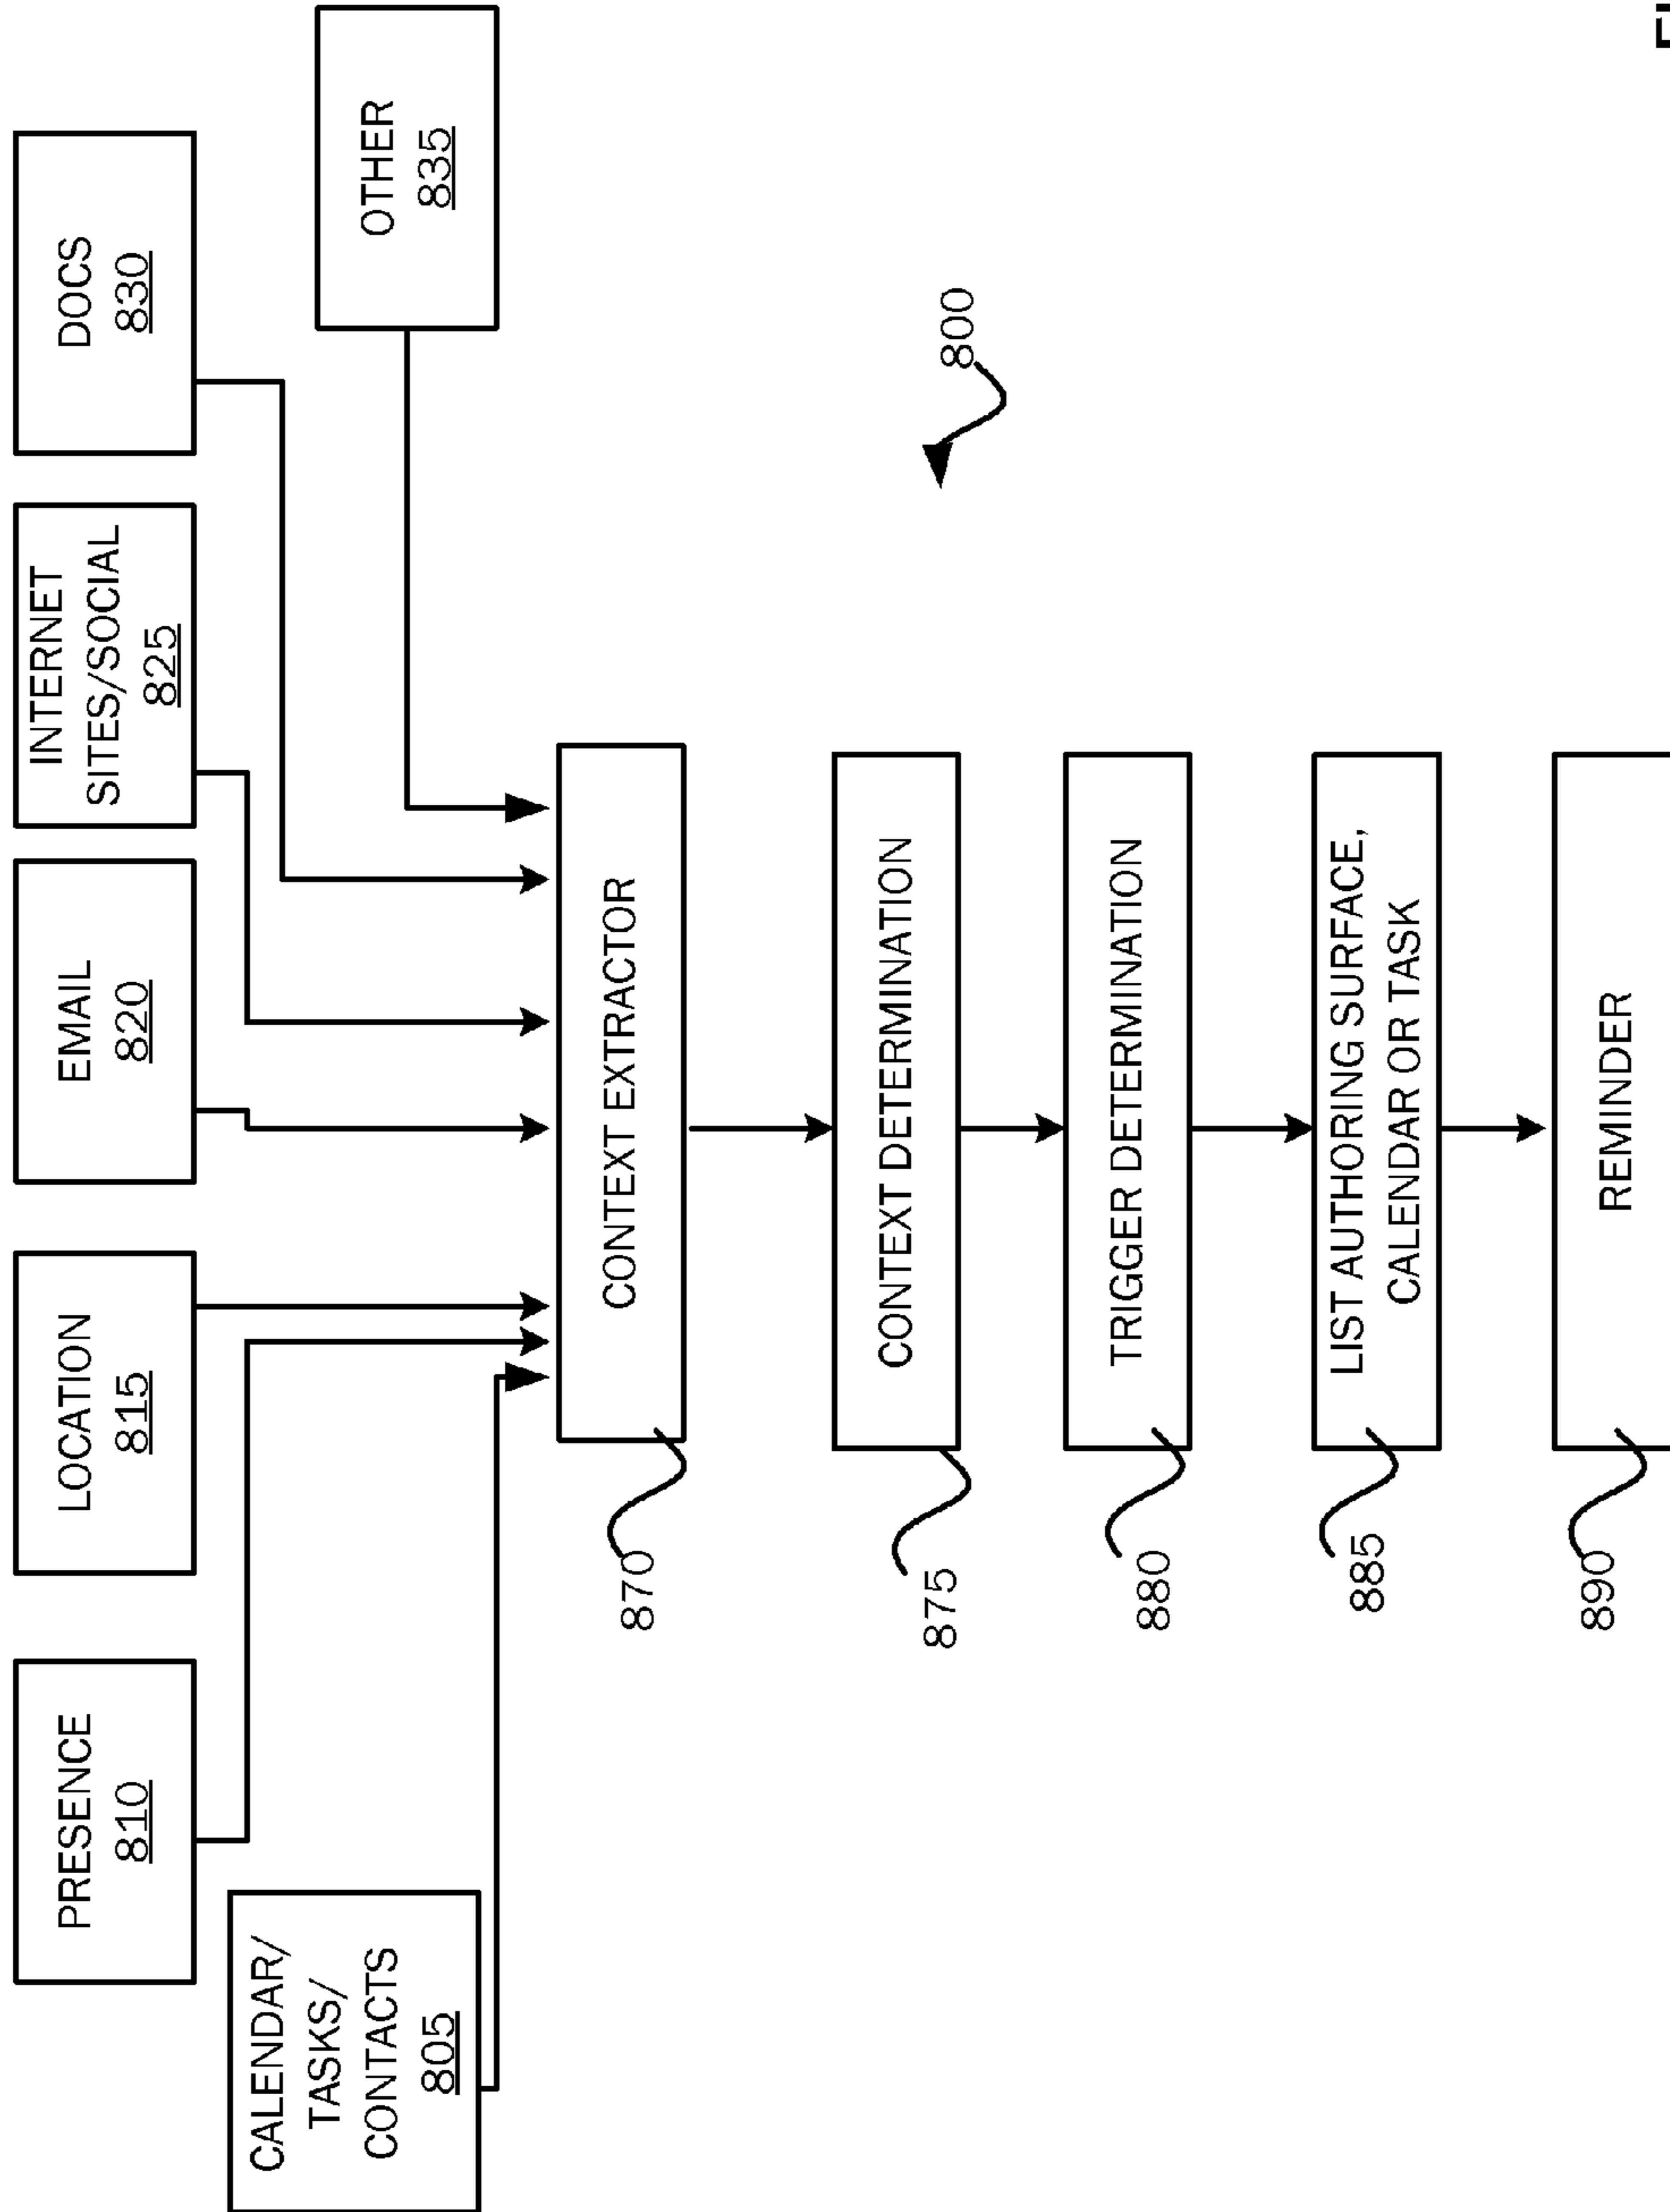 CALENDAR/
TASKS/
CONTACTS
805
PRESENCE
810
LOCATION
815
EMAIL
820
INTERNET
SITES/SOCIAL
825
DOCS
830
OTHER
835
800
CONTEXT EXTRACTOR
870
CONTEXT DETERMINATION
875
TRIGGER DETERMINATION
880
LIST AUTHORING SURFACE,
CALENDAR OR TASK
885
REMINDER
890